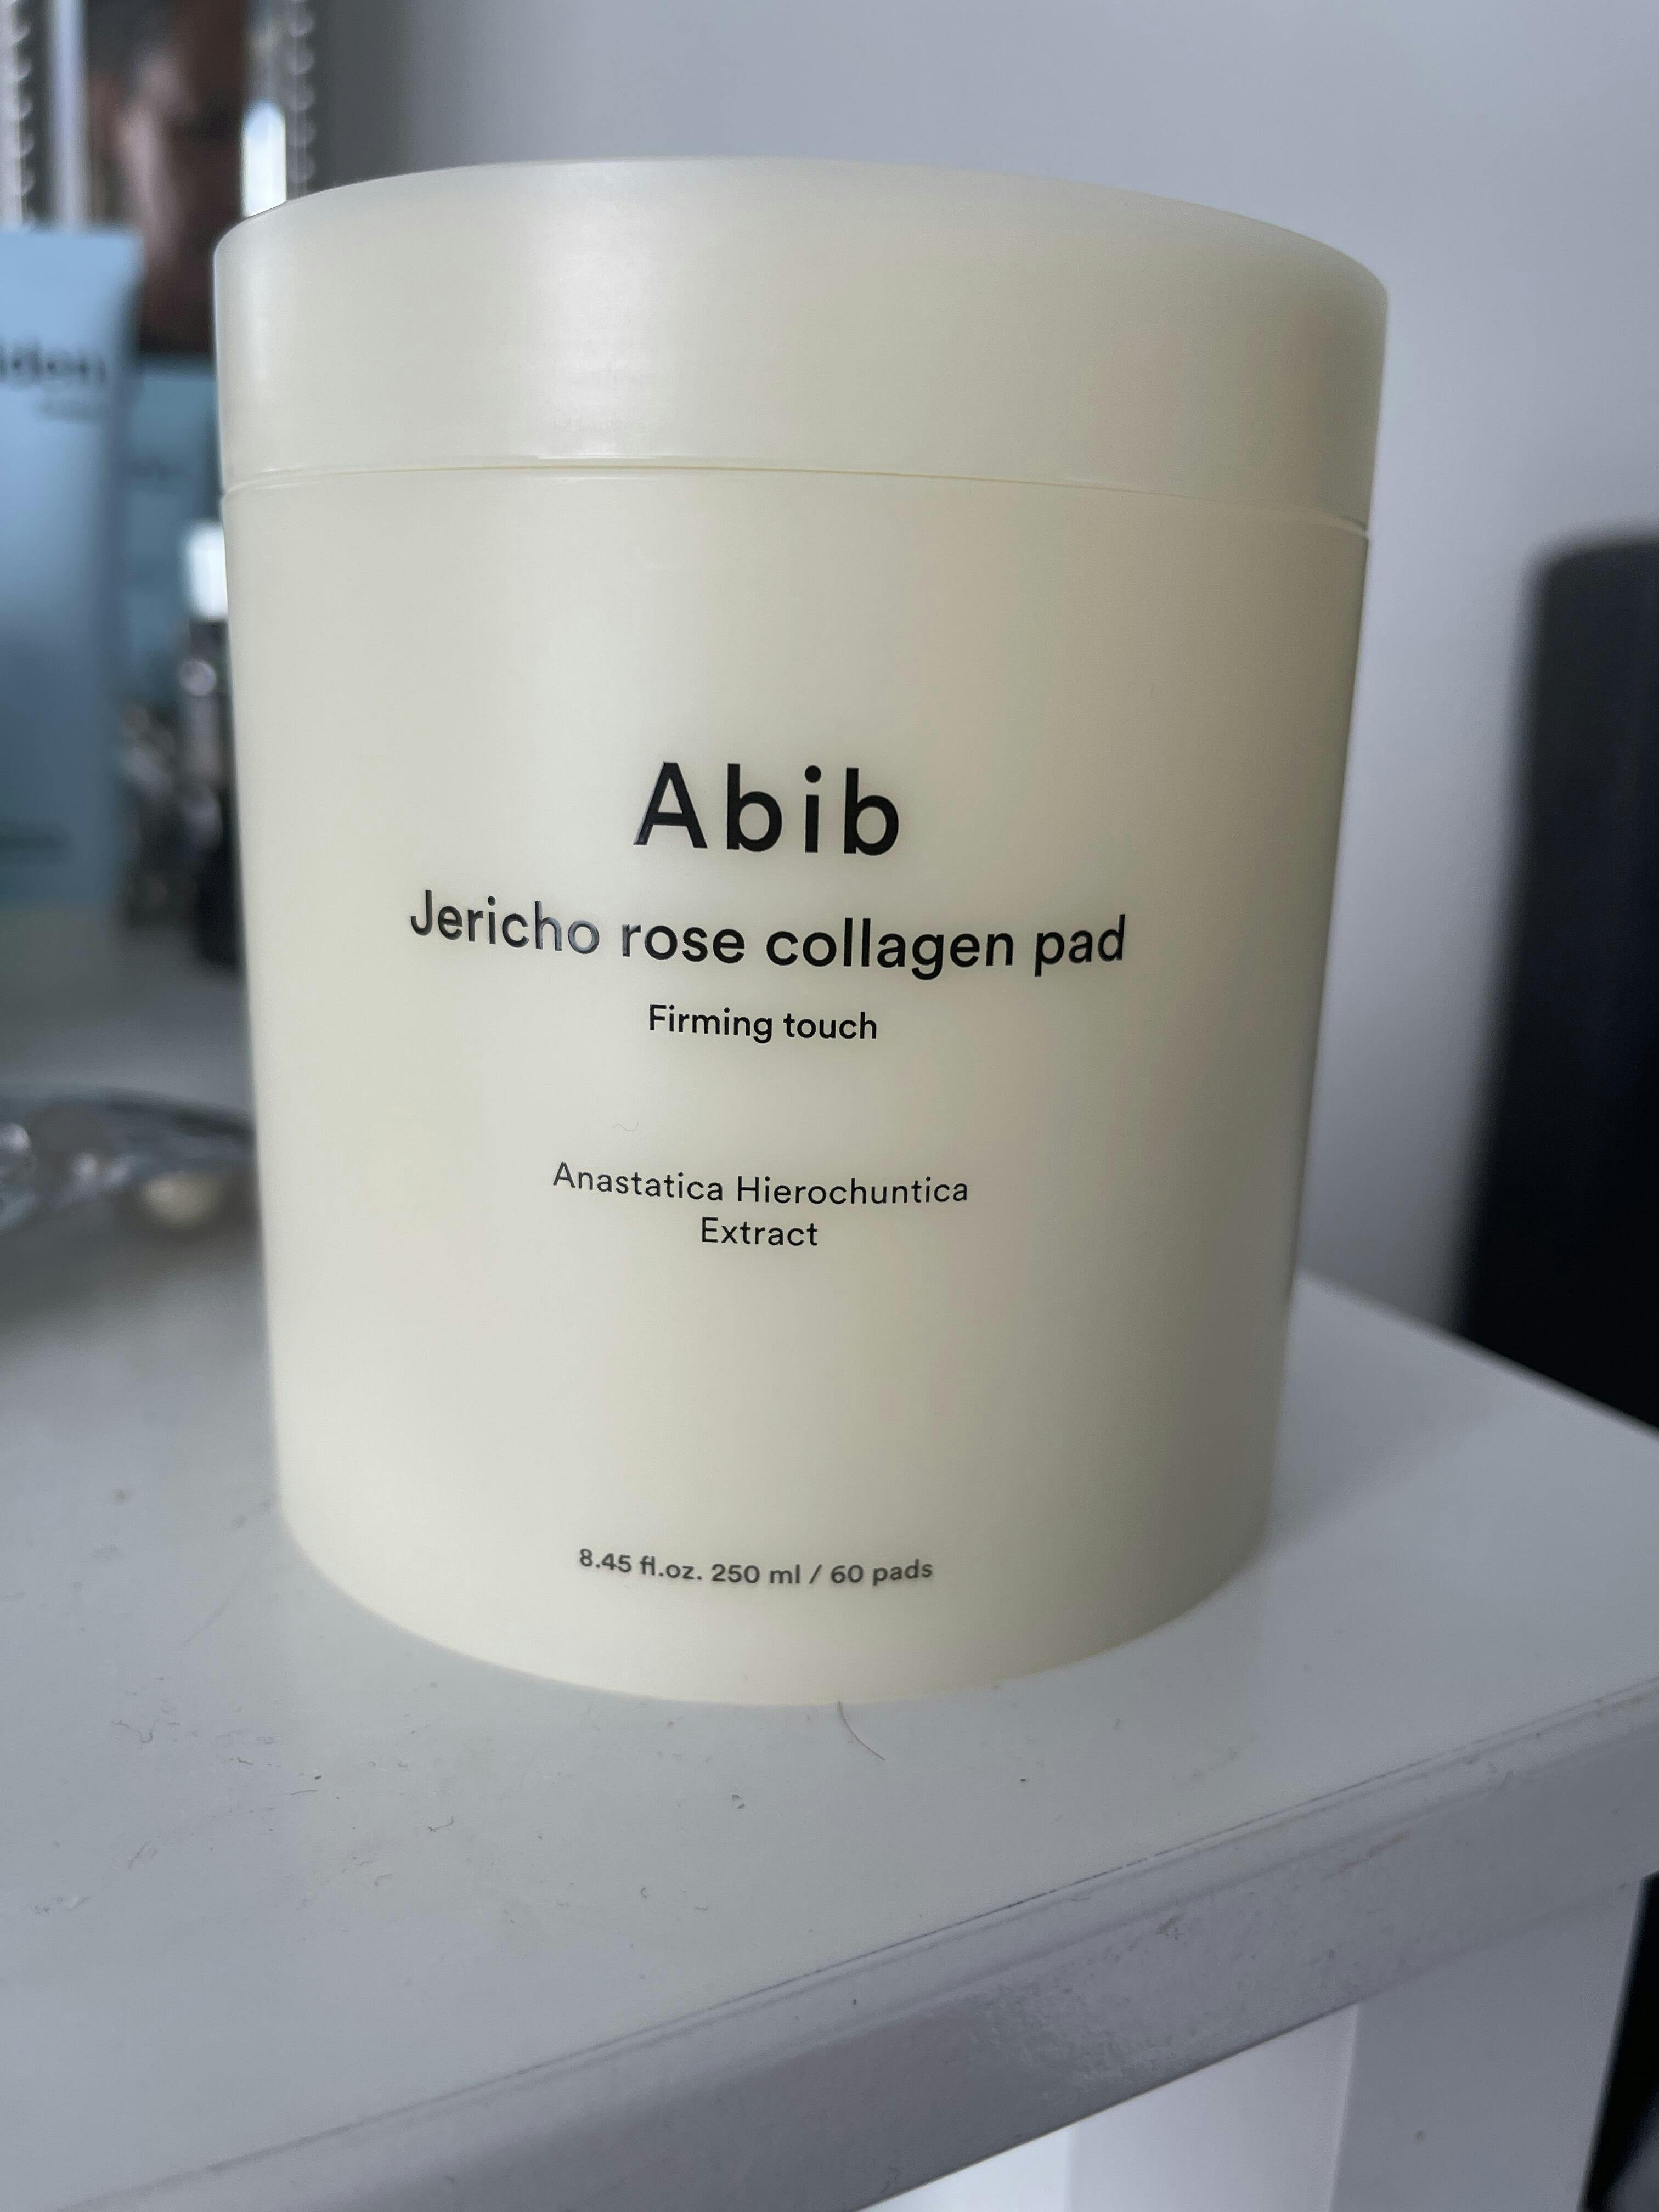 Abib
Jericho rose collagen pad
Firming touch
Anastatica Hierochuntica
Extract
8.45 fl.oz. 250 ml / 60 pads